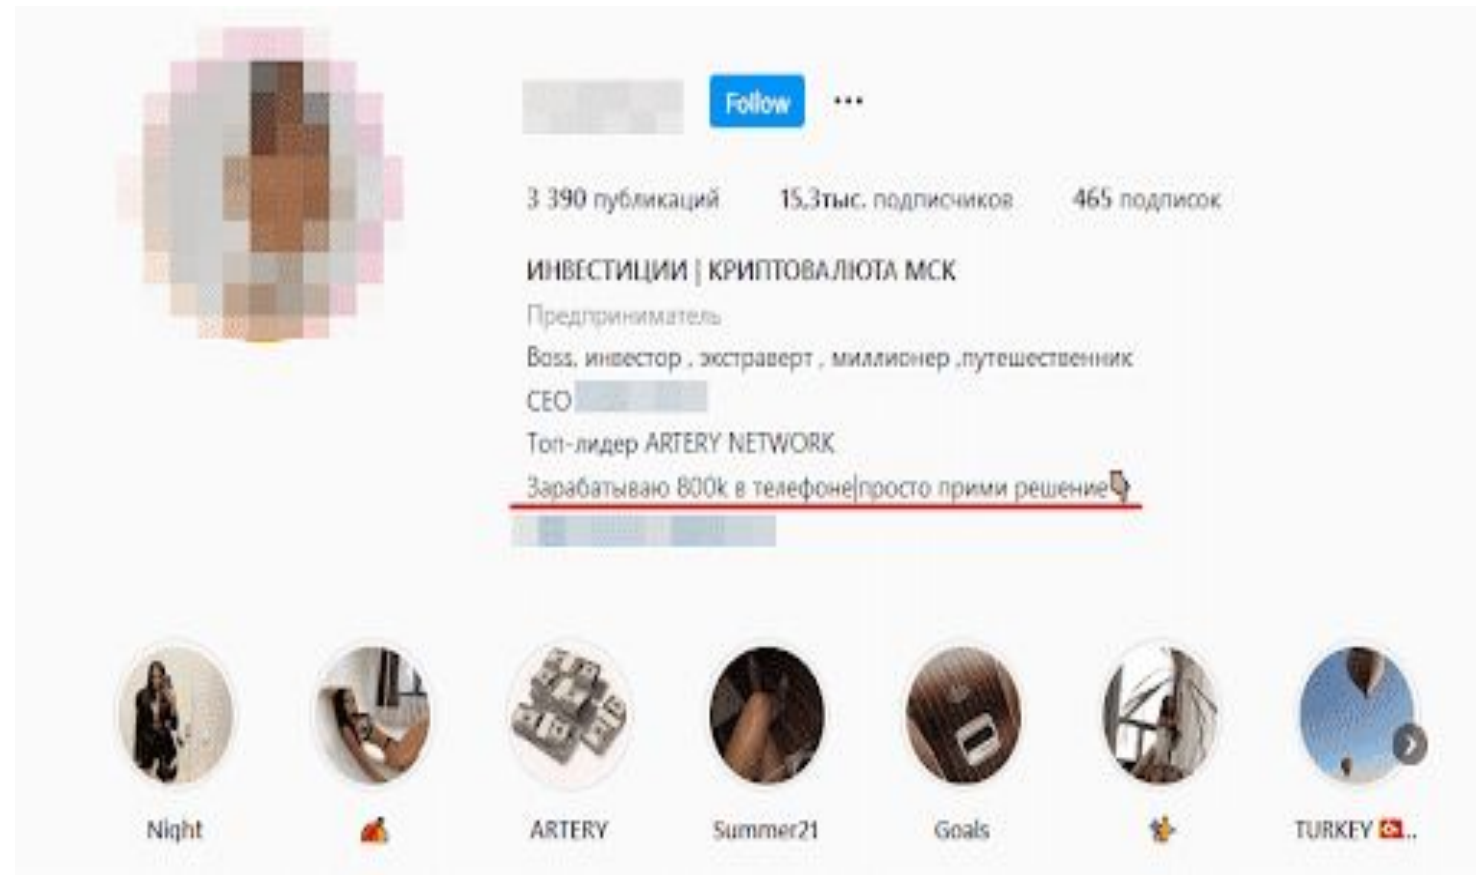 Follow
3 390 публикаций 15,3тыс. подписчиков 465 подписок
ИНВЕСТИЦИИ | КРИПТОВАЛЮТА МСК
Предприниматель
Boss, инвестор , экстраверт , миллионер ,путешественник
CEO
Топ-лидер ARTERY NETWORK
Зарабатываю 800k в телефоне|просто прими решение👇
Night ARTERY Summer21 Goals TURKEY 🇹🇷...